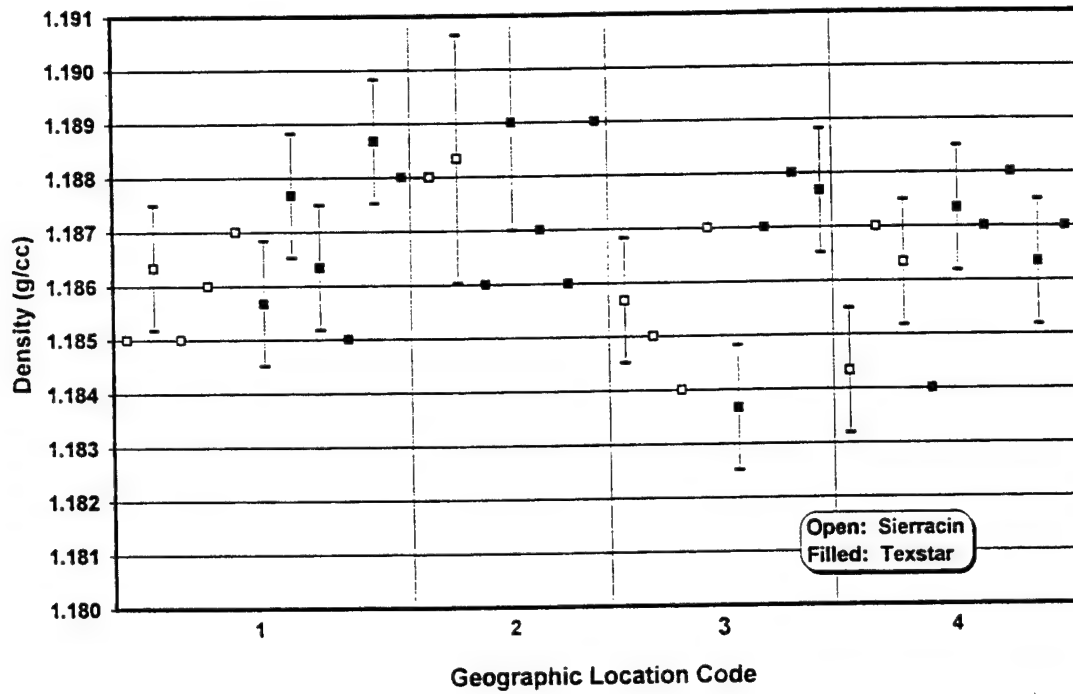 1.191
1.190
1.189
1.188
1.187
1.186
1.185
1.184
1.183
1.182
1.181
1.180
Density (g/cc)
Open: Sierracin
Filled: Texstar
1 2 3 4
Geographic Location Code